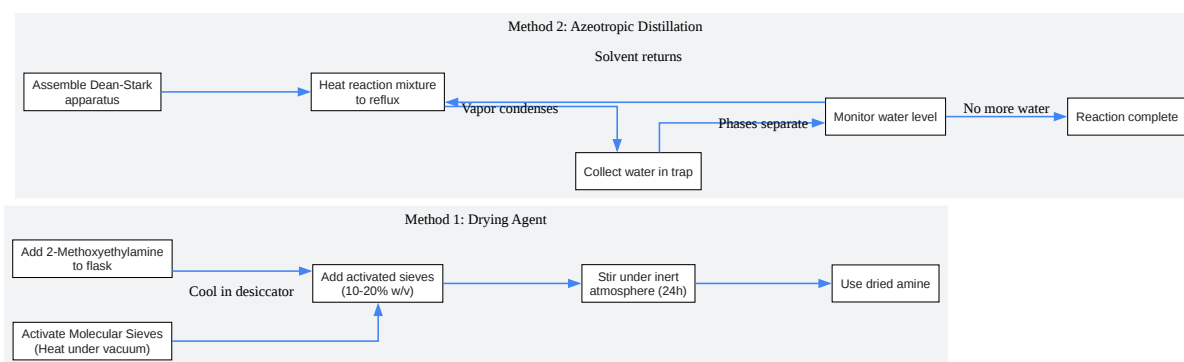 Method 2: Azeotropic Distillation
Solvent returns
Assemble Dean-Stark
apparatus
Heat reaction mixture
to reflux
Vapor condenses
Collect water in trap
Phases separate
Monitor water level
No more water
Reaction complete
Method 1: Drying Agent
Add 2-Methoxyethylamine
to flask
Cool in desiccator
Activate Molecular Sieves
(Heat under vacuum)
Add activated sieves
(10-20% w/v)
Stir under inert
atmosphere (24h)
Use dried amine